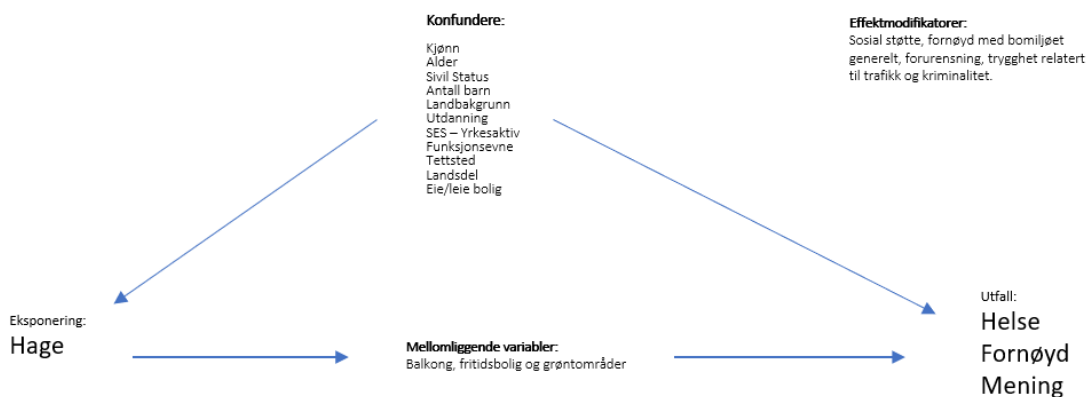 Konfundere:
Kjønn
Alder
Sivil Status
Antall barn
Landbakgrunn
Utdanning
SES – Yrkesaktiv
Funksjonsevne
Tettsted
Landsdel
Eie/leie bolig
Effektmodifikatorer:
Sosial støtte, fornøyd med bomiljøet
generelt, forurensning, trygghet relatert
til trafikk og kriminalitet.
Eksponering:
Hage
Mellomliggende variabler:
Balkong, fritidsbolig og grøntområder
Utfall:
Helse
Fornøyd
Mening